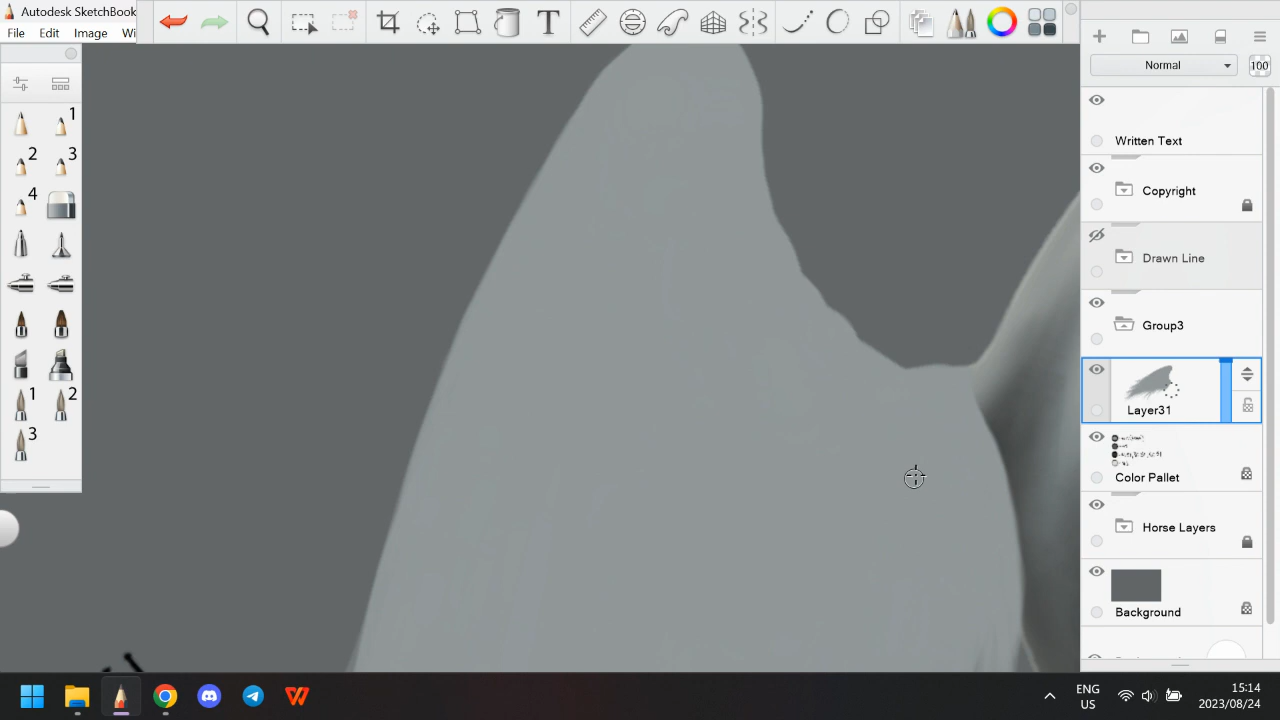 Autodesk SketchBook
File Edit Image Wi
T
1
2 3
4
1 2
3
Normal 100
Written Text
Copyright
Drawn Line
Group3
Layer31
Color Pallet
Horse Layers
Background
ENG
US
15:14
2023/08/24